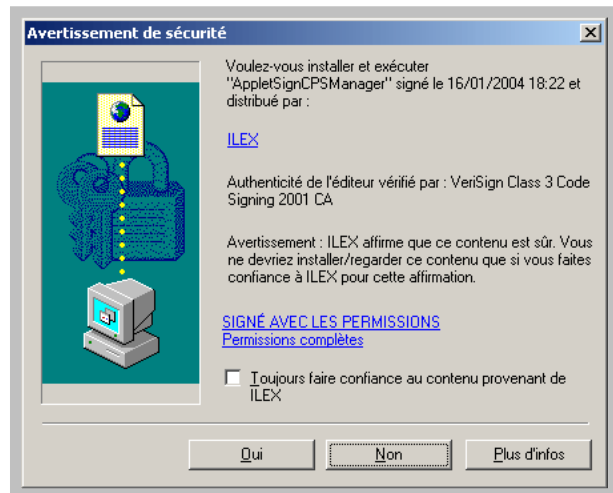 Avertissement de sécurité
Voulez-vous installer et exécuter
"AppletSignCPSManager" signé le 16/01/2004 18:22 et
distribué par :
ILEX
Authenticité de l'éditeur vérifié par : VeriSign Class 3 Code
Signing 2001 CA
Avertissement : ILEX affirme que ce contenu est sûr. Vous
ne devriez installer/regarder ce contenu que si vous faites
confiance à ILEX pour cette affirmation.
SIGNÉ AVEC LES PERMISSIONS
Permissions complètes
Toujours faire confiance au contenu provenant de
ILEX
Oui Non Plus d'infos